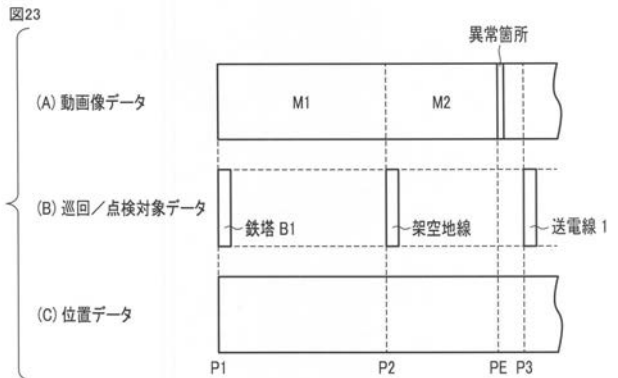 図23
異常箇所
(A) 動画像データ
M1
M2
(B) 巡回／点検対象データ
鉄塔 B1
架空地線
送電線 1
(C) 位置データ
P1
P2
PE
P3